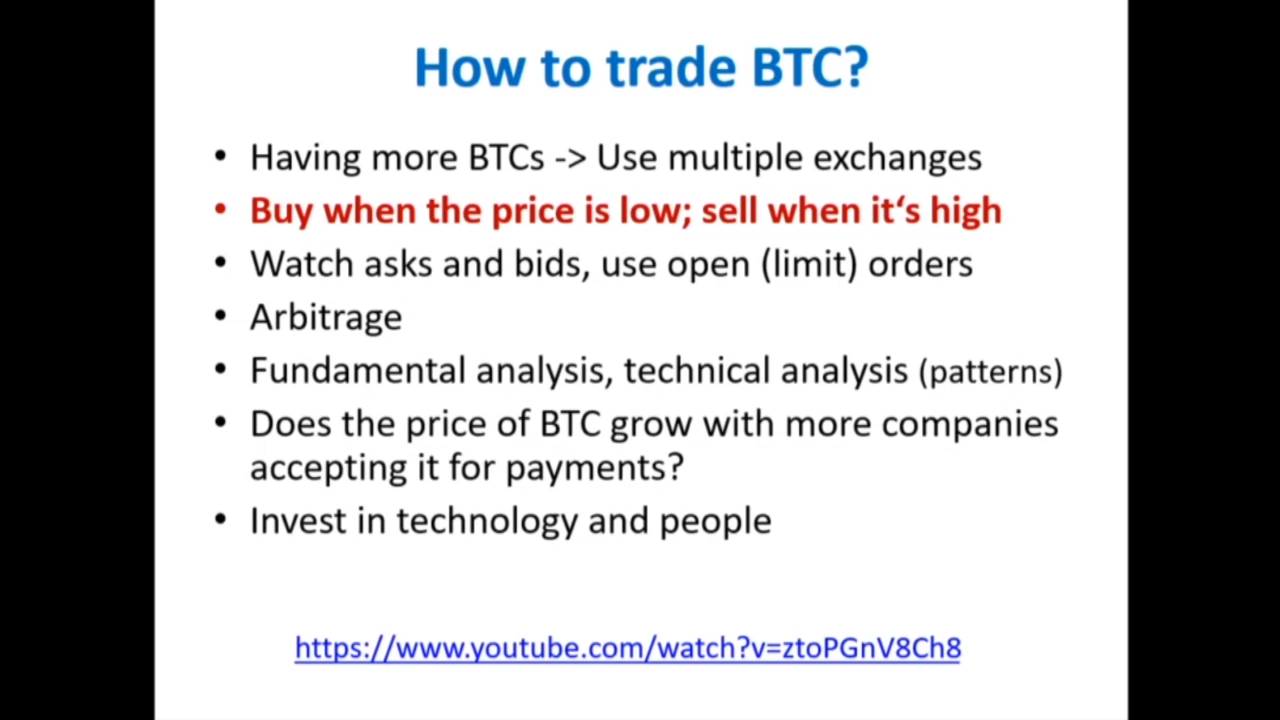 How to trade BTC?
• Having more BTCs -> Use multiple exchanges
• Buy when the price is low; sell when it‘s high
• Watch asks and bids, use open (limit) orders
• Arbitrage
• Fundamental analysis, technical analysis (patterns)
• Does the price of BTC grow with more companies
accepting it for payments?
• Invest in technology and people
https://www.youtube.com/watch?v=ztoPGnV8Ch8